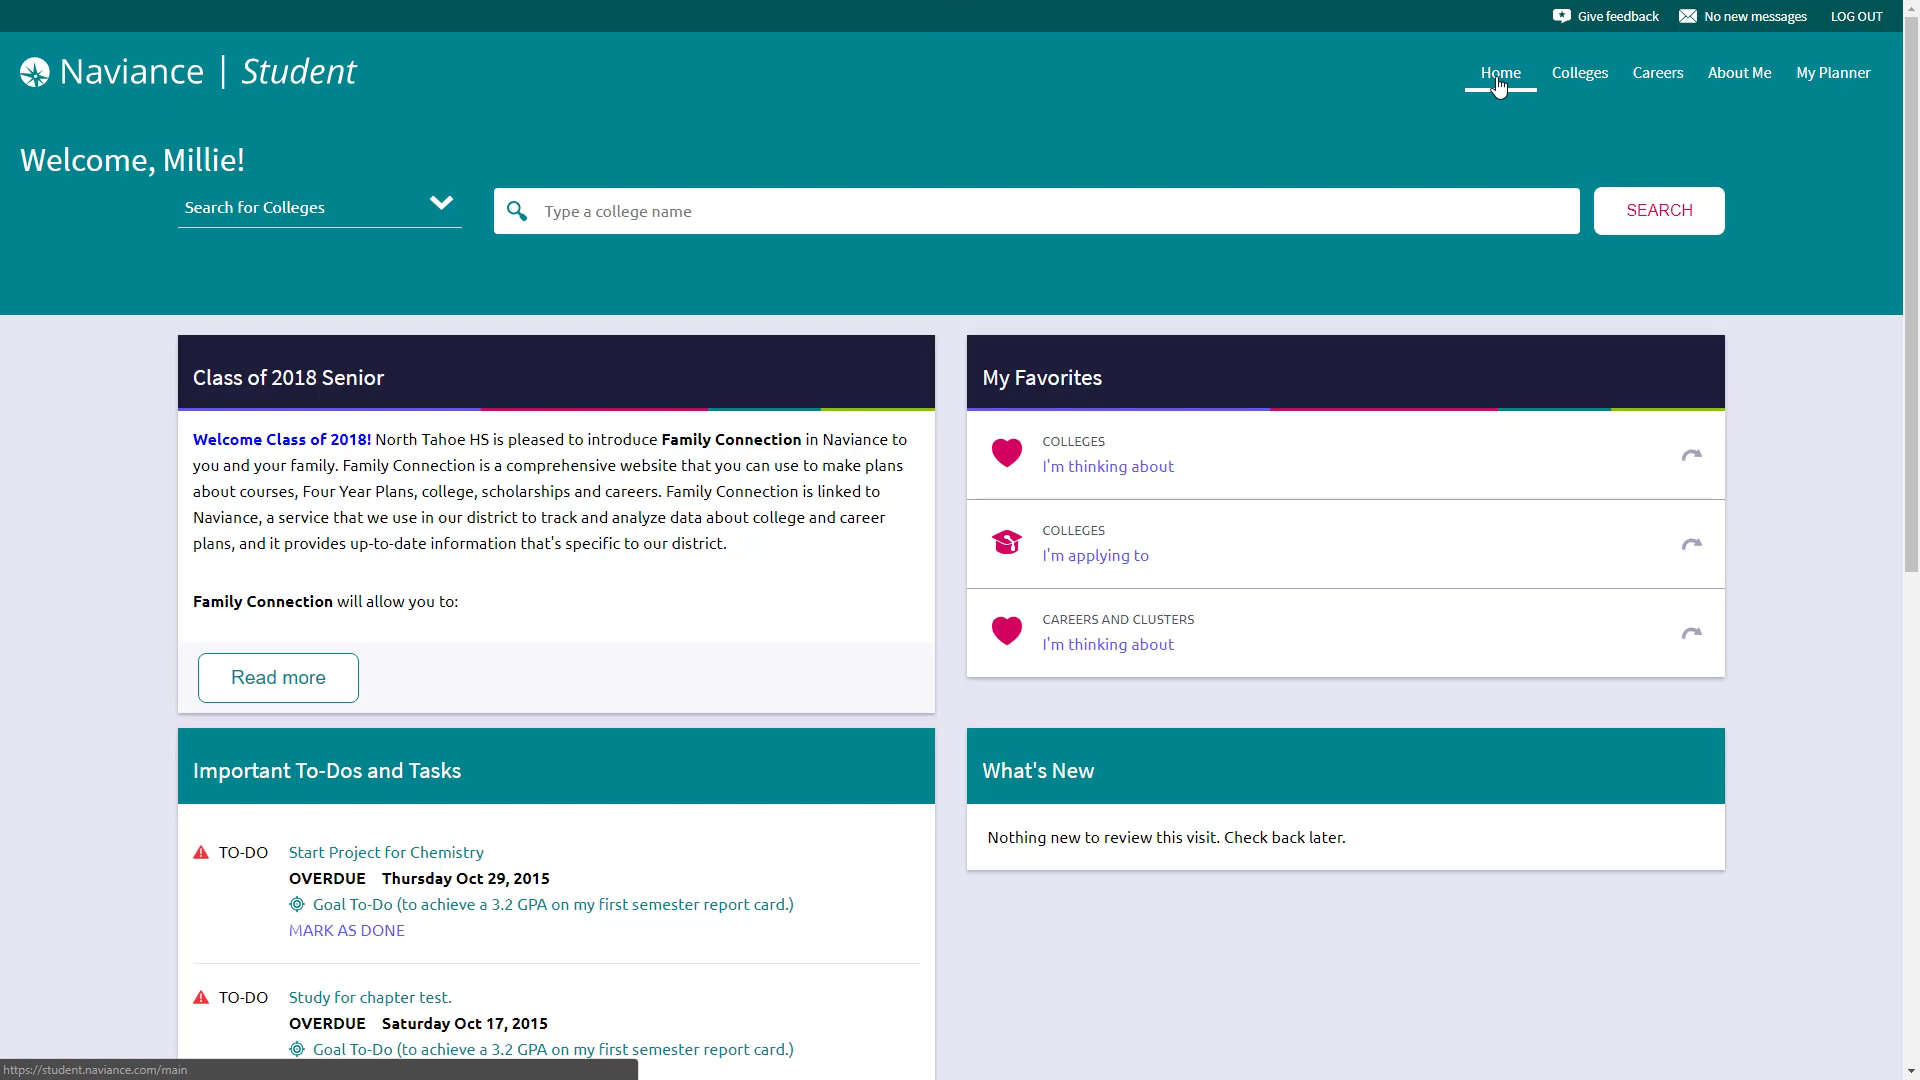 Give feedback
No new messages
LOG OUT
Naviance | Student
Home
Colleges
Careers
About Me
My Planner
Welcome, Millie!
Search for Colleges
Type a college name
SEARCH
Class of 2018 Senior
Welcome Class of 2018! North Tahoe HS is pleased to introduce Family Connection in Naviance to
you and your family. Family Connection is a comprehensive website that you can use to make plans
about courses, Four Year Plans, college, scholarships and careers. Family Connection is linked to
Naviance, a service that we use in our district to track and analyze data about college and career
plans, and it provides up-to-date information that's specific to our district.
Family Connection will allow you to:
Read more
My Favorites
COLLEGES
I'm thinking about
COLLEGES
I'm applying to
CAREERS AND CLUSTERS
I'm thinking about
Important To-Dos and Tasks
TO-DO Start Project for Chemistry
OVERDUE Thursday Oct 29, 2015
Goal To-Do (to achieve a 3.2 GPA on my first semester report card.)
MARK AS DONE
TO-DO Study for chapter test.
OVERDUE Saturday Oct 17, 2015
Goal To-Do (to achieve a 3.2 GPA on my first semester report card.)
What's New
Nothing new to review this visit. Check back later.
https://student.naviance.com/main